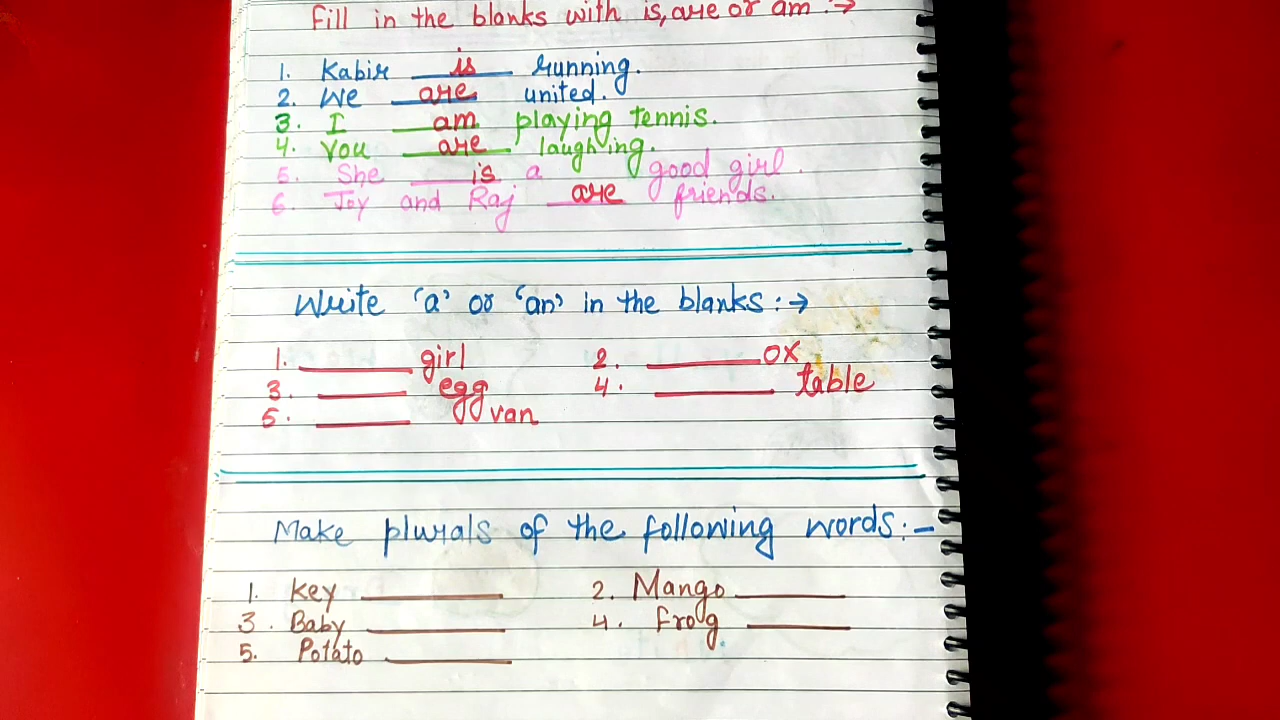 Fill in the blanks with is, are or am :→
1. Kabir is running.
2. We are united.
3. I am playing tennis.
4. You are laughing.
5. She is a good girl.
6. Joy and Raj are friends.
Write 'a' or 'an' in the blanks :→
1. ______ girl 2. ______ ox
3. ______ egg 4. ______ table
5. ______ van
Make plurals of the following words :-
1. Key ______ 2. Mango ______
3. Baby ______ 4. Frog ______
5. Potato ______